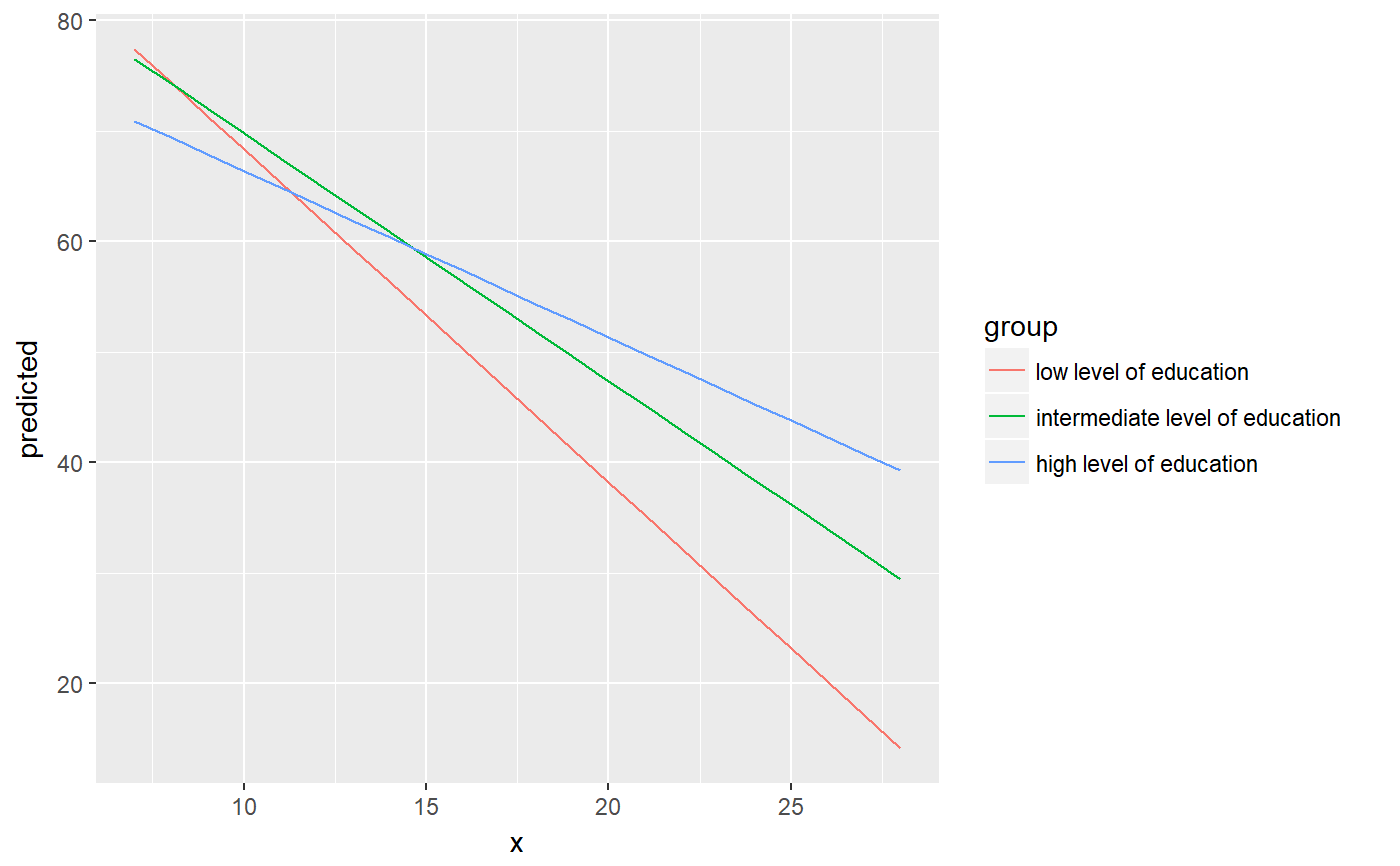 80
60
40
20
predicted
10
15
20
25
x
group
low level of education
intermediate level of education
high level of education